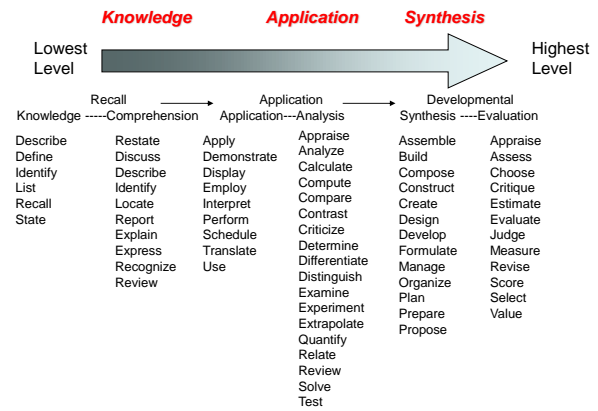 Knowledge Application Synthesis
Lowest Level
Highest Level
Recall Application Developmental
Knowledge -----Comprehension Application---Analysis Synthesis ----Evaluation
Describe
Define
Identify
List
Recall
State
Restate
Discuss
Describe
Identify
Locate
Report
Explain
Express
Recognize
Review
Apply
Demonstrate
Display
Employ
Interpret
Perform
Schedule
Translate
Use
Appraise
Analyze
Calculate
Compute
Compare
Contrast
Criticize
Determine
Differentiate
Distinguish
Examine
Experiment
Extrapolate
Quantify
Relate
Review
Solve
Test
Assemble
Build
Compose
Construct
Create
Design
Develop
Formulate
Manage
Organize
Plan
Prepare
Propose
Appraise
Assess
Choose
Critique
Estimate
Evaluate
Judge
Measure
Revise
Score
Select
Value